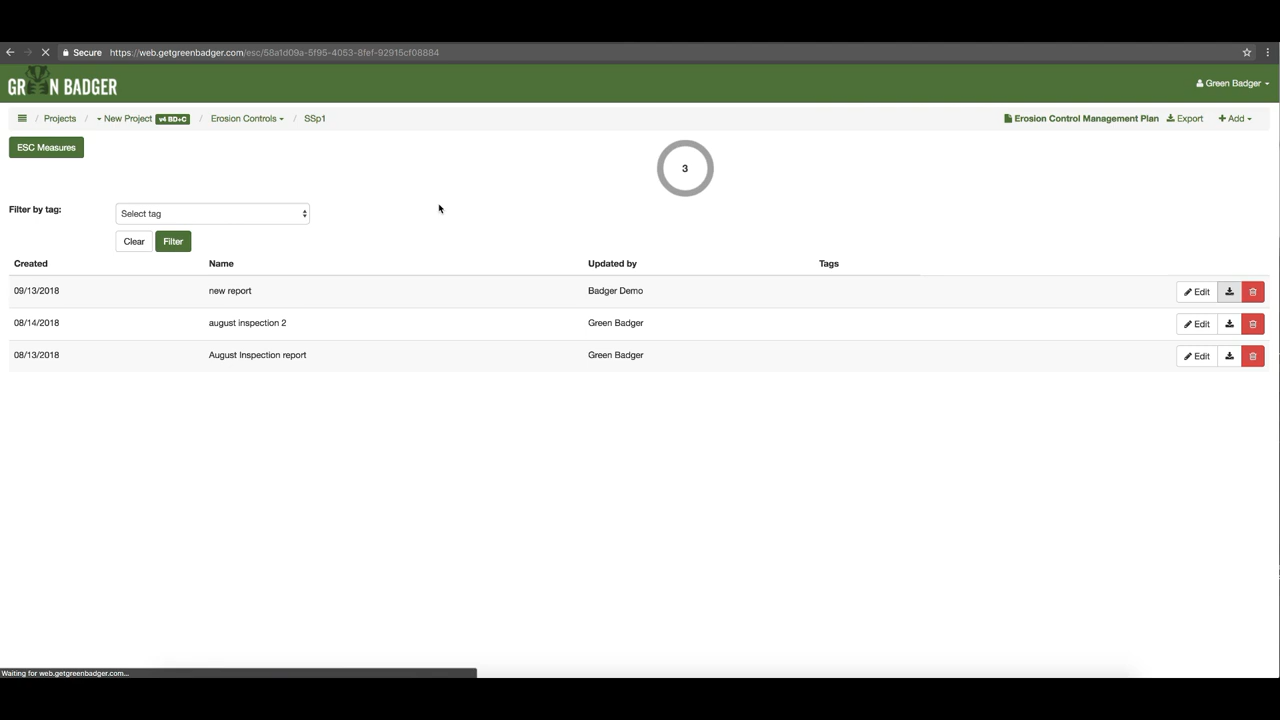 Secure https://web.getgreenbadger.com/esc/58a1d09a-5f95-4053-8fef-92915cf08884
GREEN BADGER
Green Badger
/ Projects / New Project v4 BD+C / Erosion Controls / SSp1
Erosion Control Management Plan Export Add
ESC Measures
3
Filter by tag: Select tag
Clear Filter
Created Name Updated by Tags
09/13/2018 new report Badger Demo Edit
08/14/2018 august inspection 2 Green Badger Edit
08/13/2018 August Inspection report Green Badger Edit
Waiting for web.getgreenbadger.com...